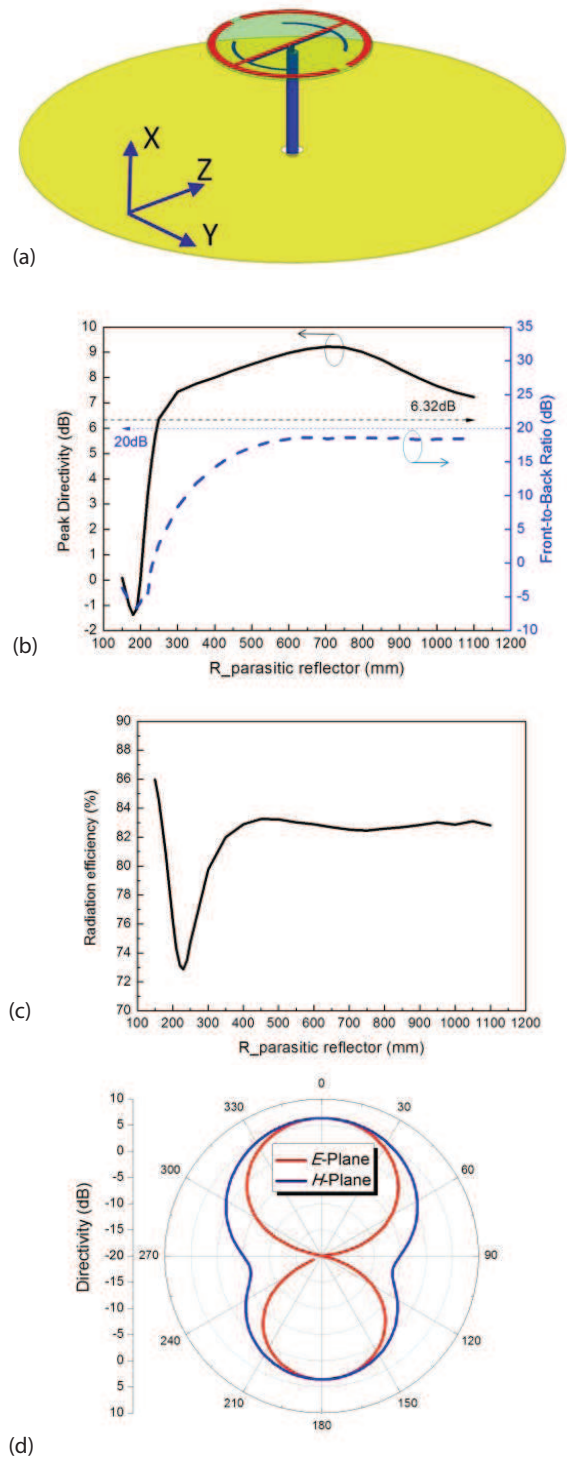 X
Z
Y
(a)
10
9
8
7
6
5
4
3
2
1
0
-1
-2
Peak Directivity (dB)
6.32dB
20dB
35
30
25
20
15
10
5
0
-5
-10
Front-to-Back Ratio (dB)
100 200 300 400 500 600 700 800 900 1000 1100 1200
R_parasitic reflector (mm)
(b)
90
86
82
78
74
70
Radiation efficiency (%)
100 200 300 400 500 600 700 800 900 1000 1100 1200
R_parasitic reflector (mm)
(c)
10
5
0
-5
-10
-15
-20
-15
-10
-5
0
5
10
Directivity (dB)
0
30
60
90
120
150
180
210
240
270
300
330
E-Plane
H-Plane
(d)